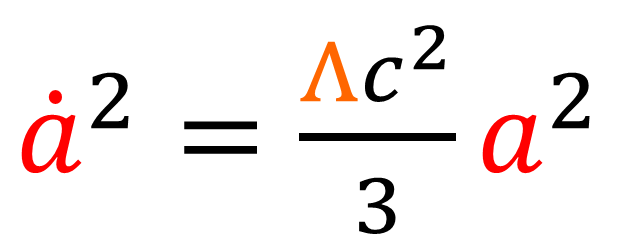 ȧ² = Λc²/3 a²